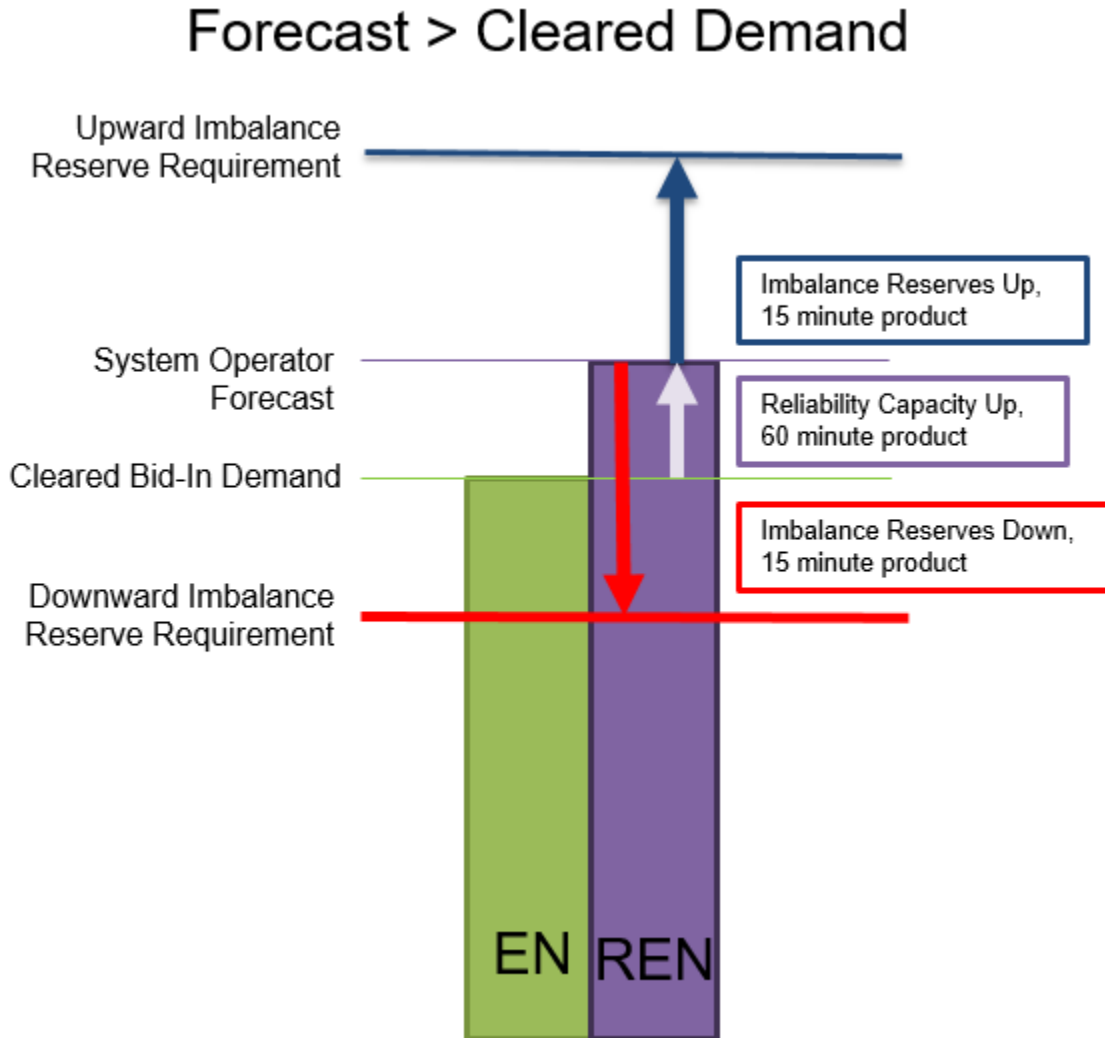 Forecast > Cleared Demand
Upward Imbalance
Reserve Requirement
Imbalance Reserves Up,
15 minute product
System Operator
Forecast
Reliability Capacity Up,
60 minute product
Cleared Bid-In Demand
Imbalance Reserves Down,
15 minute product
Downward Imbalance
Reserve Requirement
EN
REN